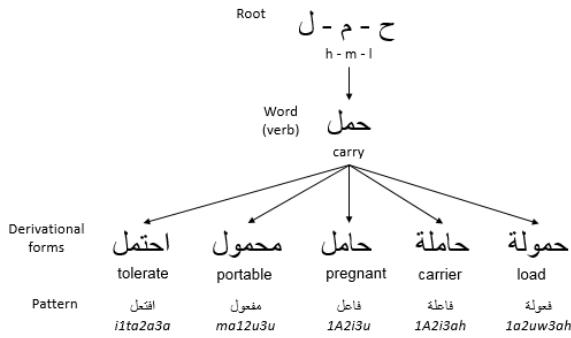 Root ح - م - ل
h - m - l
Word (verb) حمل
carry
Derivational forms احتمل محمول حامل حاملة حمولة
tolerate portable pregnant carrier load
Pattern افتعل مفعول فاعل فاعلة فعولة
i1ta2a3a ma12u3u 1A2i3u 1A2i3ah 1a2uw3ah